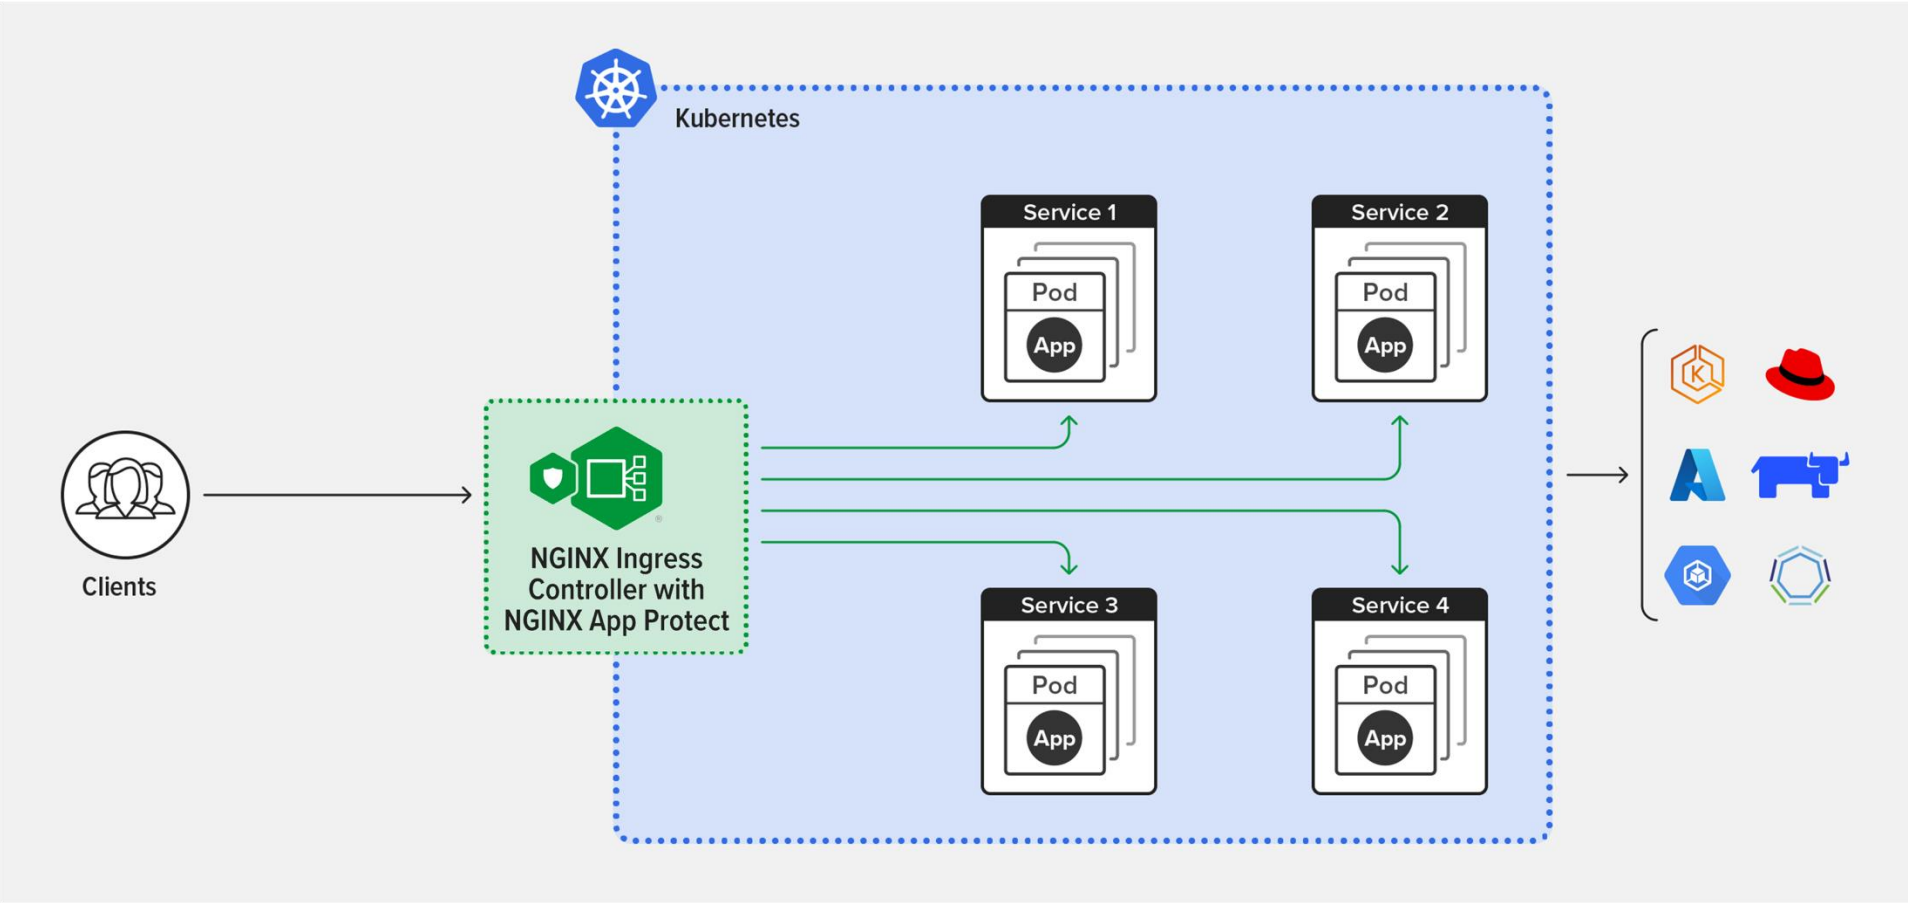 Kubernetes
Service 1
Pod
App
Service 2
Pod
App
Clients
NGINX Ingress
Controller with
NGINX App Protect
®
Service 3
Pod
App
Service 4
Pod
App
K